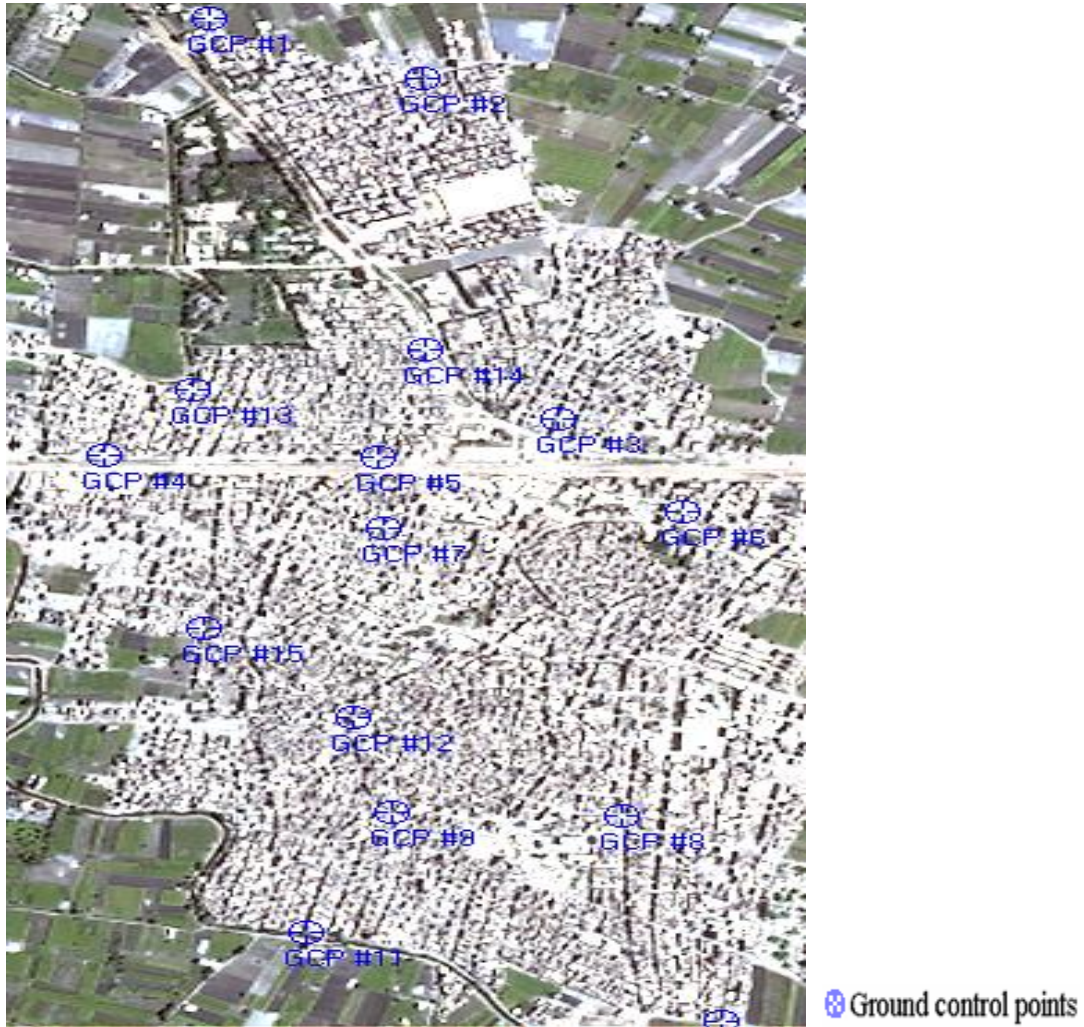 GCP #1
GCP #2
GCP #14
GCP #13
GCP #3
GCP #4
GCP #5
GCP #6
GCP #7
GCP #15
GCP #12
GCP #9
GCP #8
GCP #11
Ground control points